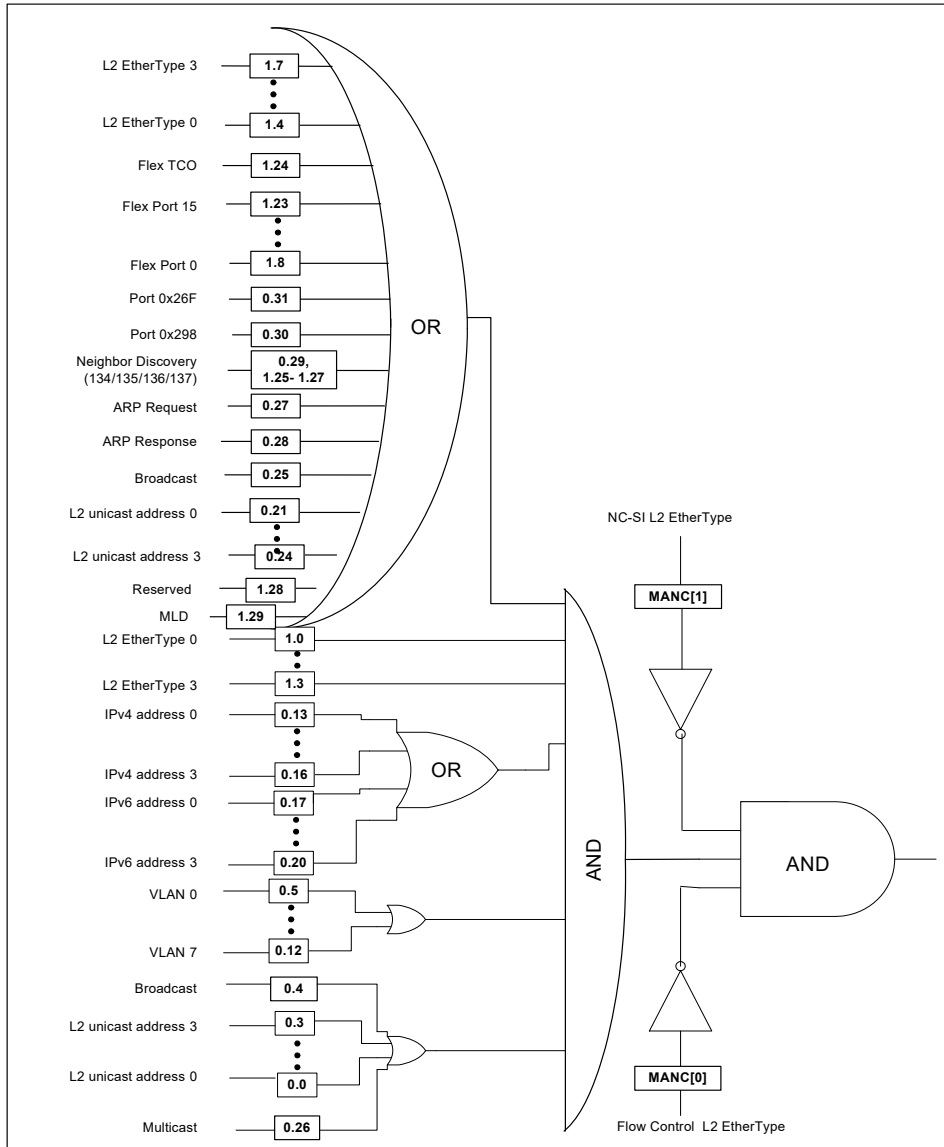 L2 EtherType 3 1.7
L2 EtherType 0 1.4
Flex TCO 1.24
Flex Port 15 1.23
Flex Port 0 1.8
Port 0x26F 0.31
Port 0x298 0.30
Neighbor Discovery 0.29,
(134/135/136/137) 1.25- 1.27
ARP Request 0.27
ARP Response 0.28
Broadcast 0.25
L2 unicast address 0 0.21
L2 unicast address 3 0.24
Reserved 1.28
MLD 1.29
OR
L2 EtherType 0 1.0
L2 EtherType 3 1.3
IPv4 address 0 0.13
IPv4 address 3 0.16
IPv6 address 0 0.17
IPv6 address 3 0.20
OR
VLAN 0 0.5
VLAN 7 0.12
Broadcast 0.4
L2 unicast address 3 0.3
L2 unicast address 0 0.0
Multicast 0.26
AND
NC-SI L2 EtherType
MANC[1]
AND
MANC[0]
Flow Control L2 EtherType